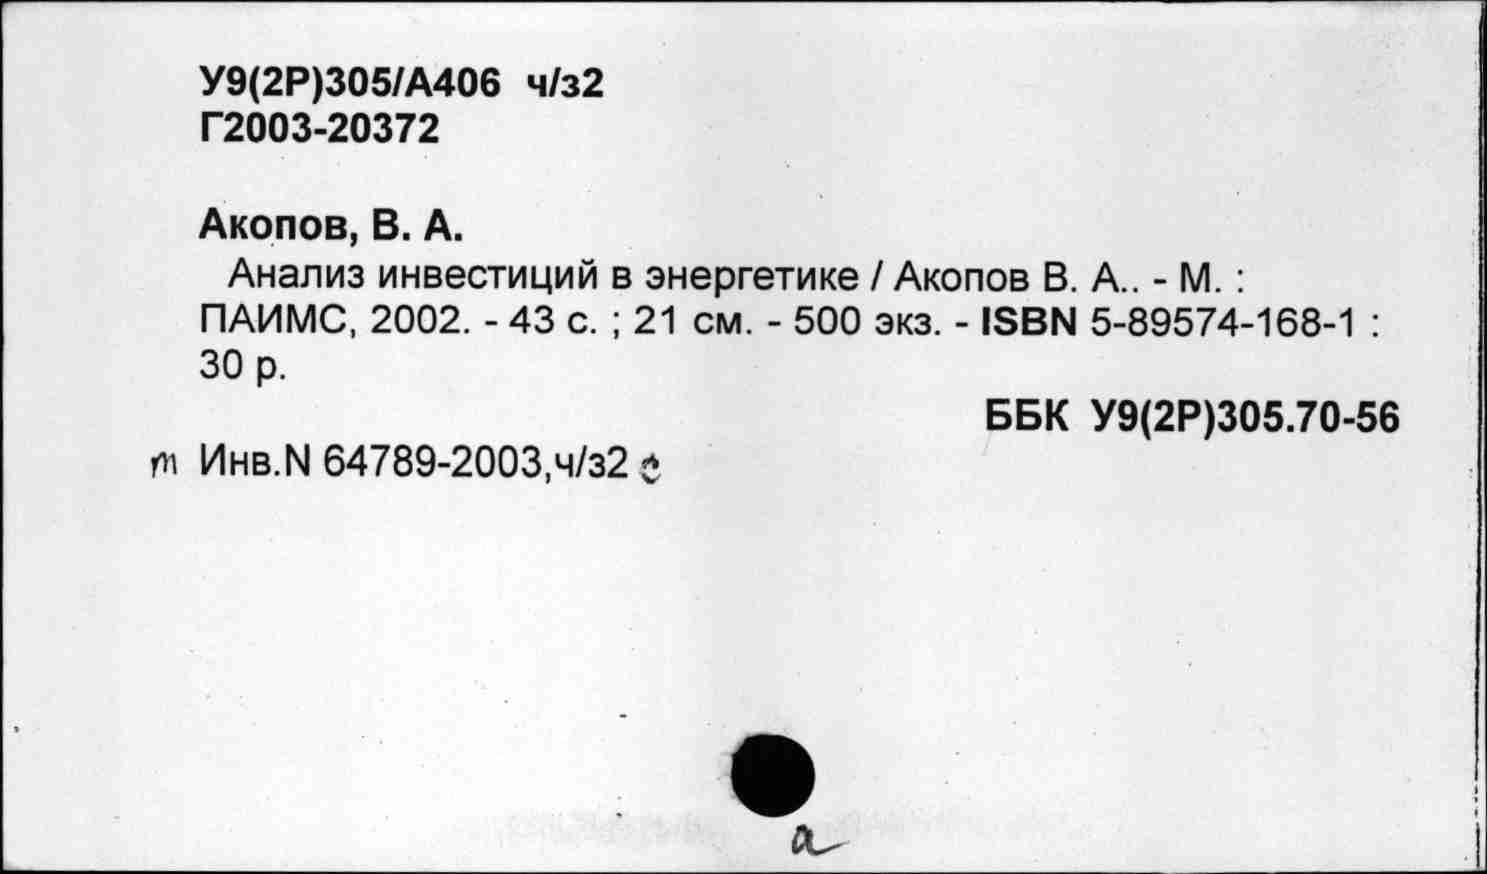 У9(2Р)305/А406 ч/з2
Г2003-20372
Акопов, В. А.
Анализ инвестиций в энергетике / Акопов В. А.. - М. :
ПАИМС, 2002. - 43 с. ; 21 см. - 500 экз. - ISBN 5-89574-168-1 :
30 р.
ББК У9(2Р)305.70-56
Инв.N 64789-2003,ч/з2